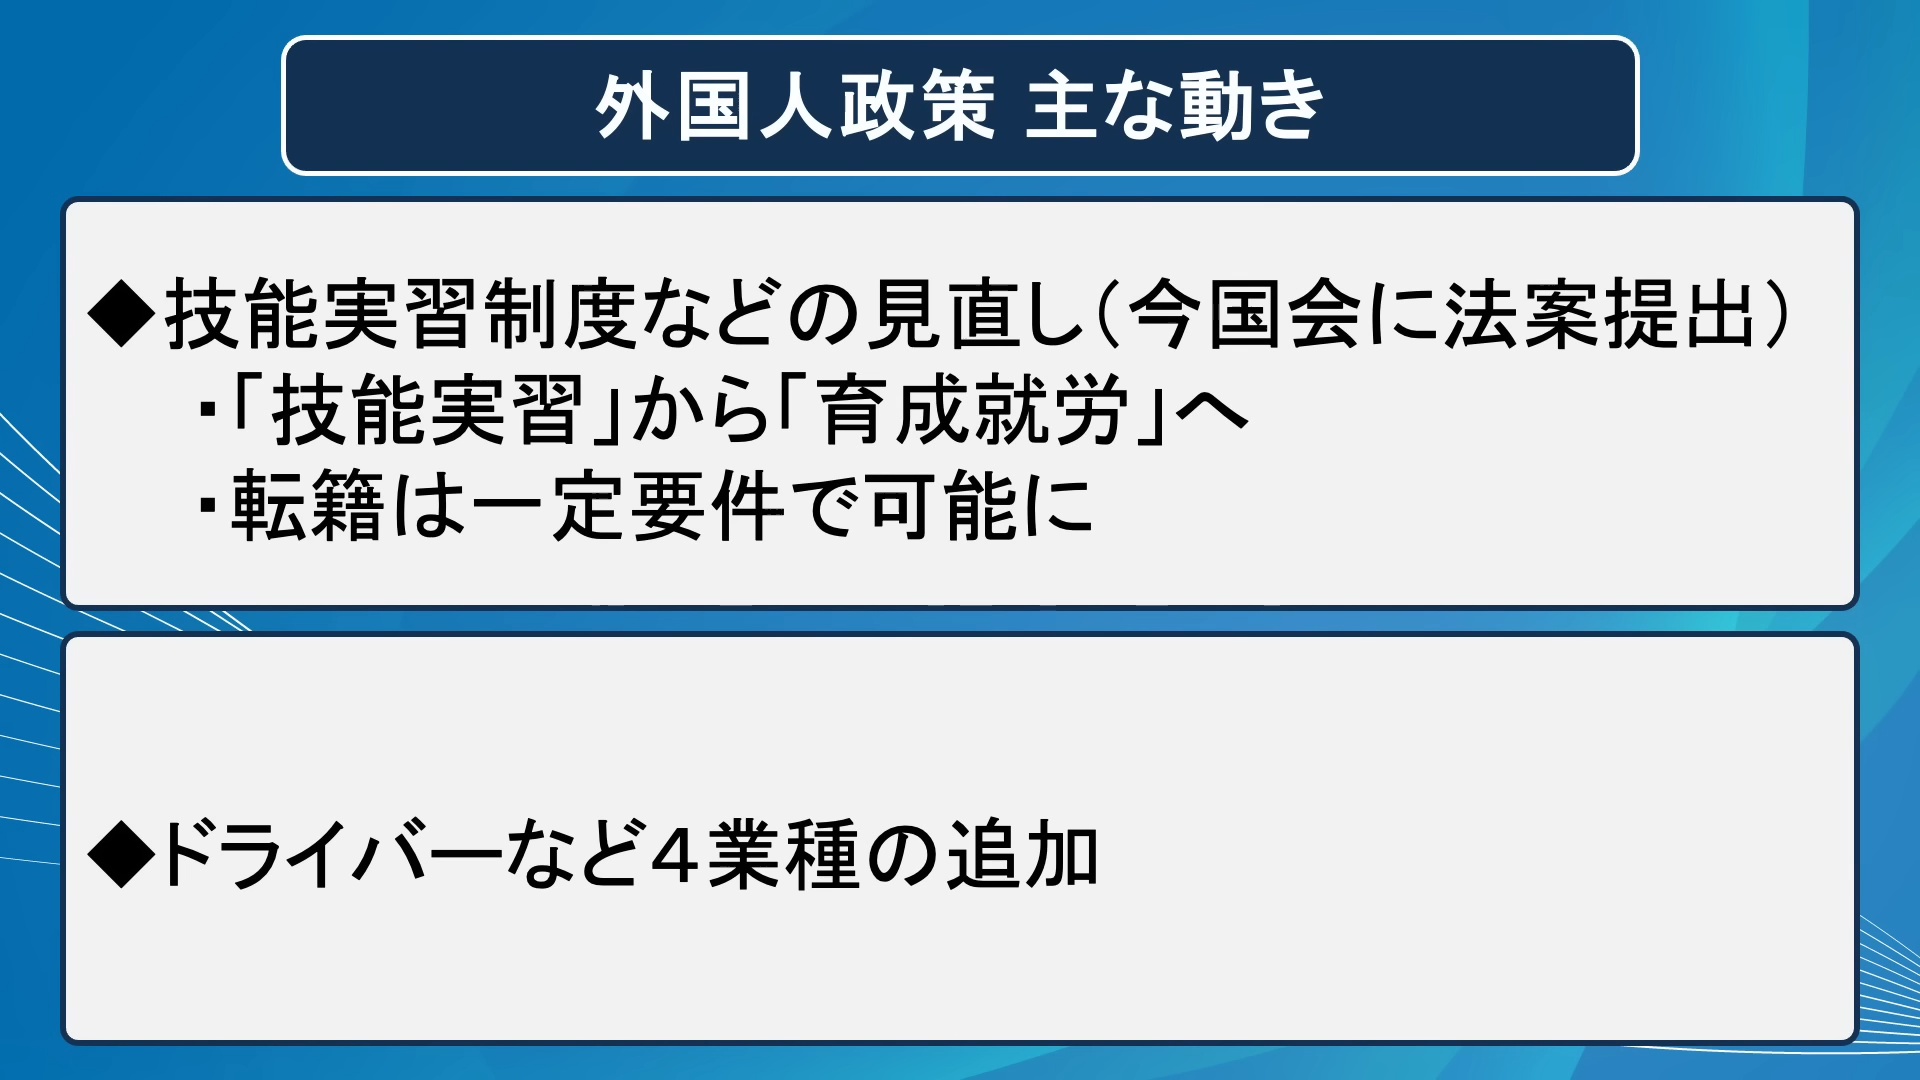 外国人政策 主な動き
◆技能実習制度などの見直し（今国会に法案提出）
・「技能実習」から「育成就労」へ
・転籍は一定要件で可能に
◆ドライバーなど４業種の追加